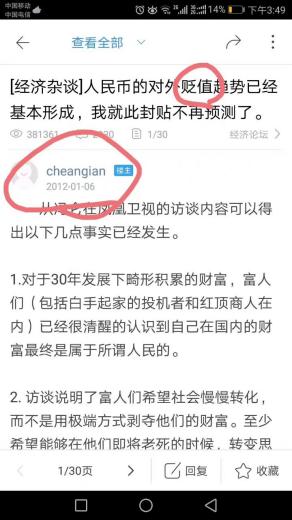 中国移动
中国电信
14%
下午3:49
查看全部
[经济杂谈]人民币的对外贬值趋势已经
基本形成，我就此封贴不再预测了。
381361
1/30
经济论坛
cheangian 楼主
2012-01-06
在凤凰卫视的访谈内容可以得
出以下几点事实已经发生。
1.对于30年发展下畸形积累的财富，富人
们（包括白手起家的投机者和红顶商人在
内）已经很清醒的认识到自己在国内的财
富最终是属于所谓人民的。
2. 访谈说明了富人们希望社会慢慢转化，
而不是用极端方式剥夺他们的财富。至少
希望能够在他们即将老死的时候，转变思
1/30页
回复
收藏